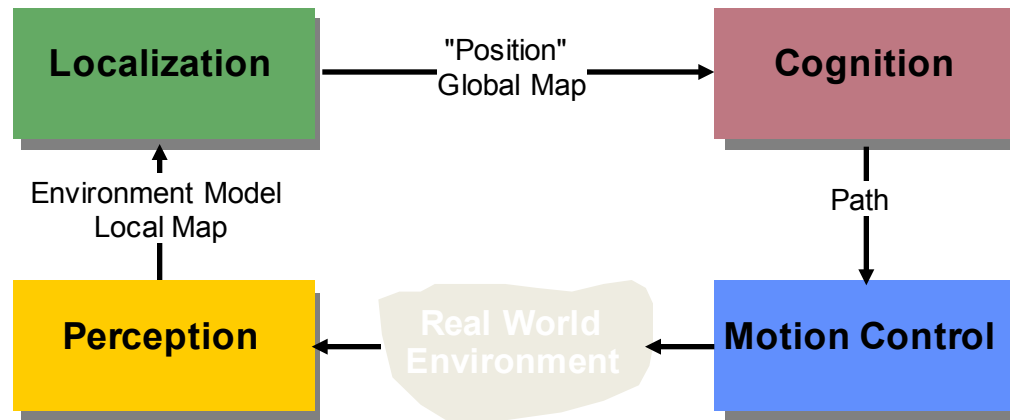 Localization
"Position"
Global Map
Cognition
Environment Model
Local Map
Path
Perception
Real World
Environment
Motion Control